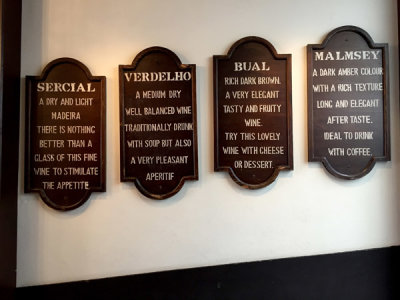 SERCIAL
A DRY AND LIGHT
MADEIRA
THERE IS NOTHING
BETTER THAN A
GLASS OF THIS FINE
WINE TO STIMULATE
THE APPETITE.
VERDELHO
A MEDIUM DRY
WELL BALANCED WINE
TRADITIONALLY DRUNK
WITH SOUP BUT ALSO
A VERY PLEASANT
APERITIF
BUAL
RICH DARK BROWN.
A VERY ELEGANT
TASTY AND FRUITY
WINE.
TRY THIS LOVELY
WINE WITH CHEESE
OR DESSERT.
MALMSEY
A DARK AMBER COLOUR
WITH A RICH TEXTURE
LONG AND ELEGANT
AFTER TASTE.
IDEAL TO DRINK
WITH COFFEE.